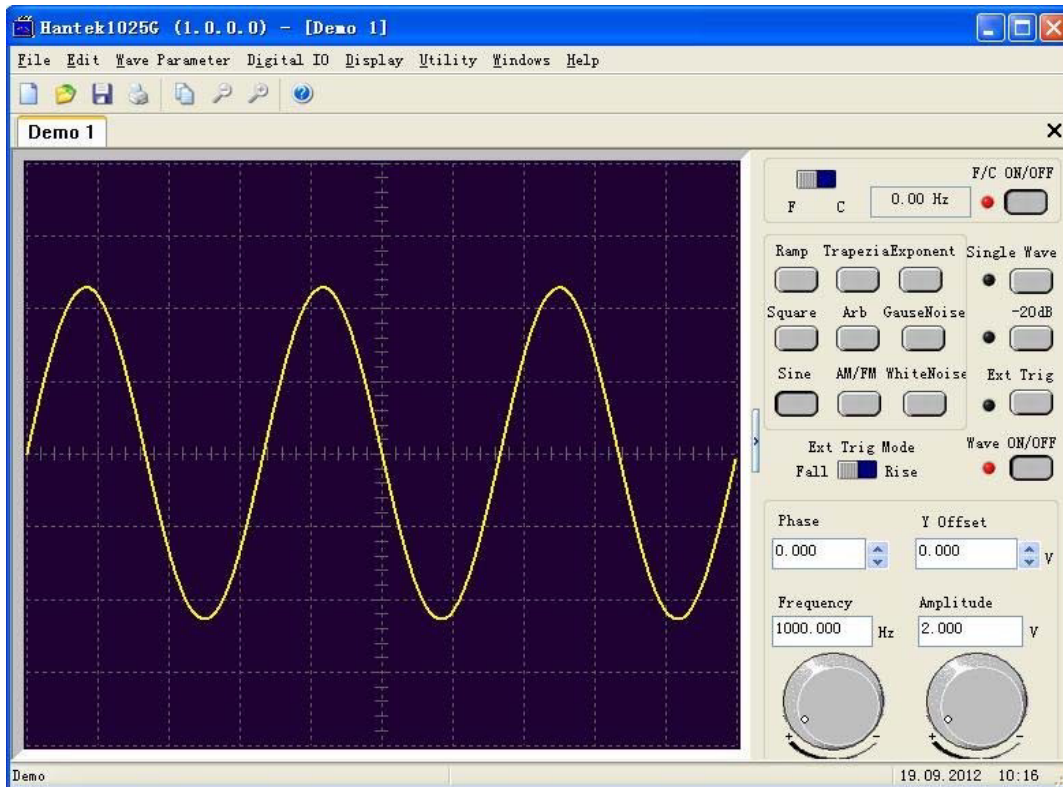 Hantek1025G (1.0.0.0) - [Demo 1]
File Edit Wave Parameter Digital IO Display Utility Windows Help
Demo 1
F/C ON/OFF
F C 0.00 Hz
Ramp TrapeziaExponent Single Wave
Square Arb GauseNoise -20dB
Sine AM/FM WhiteNoise Ext Trig
Ext Trig Mode Wave ON/OFF
Fall Rise
Phase Y Offset
0.000 0.000 V
Frequency Amplitude
1000.000 Hz 2.000 V
+ - + -
Demo 19.09.2012 10:16